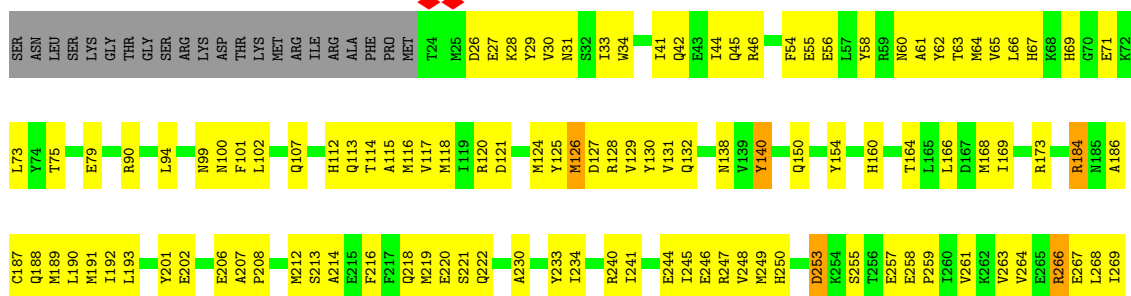 SER ASN LEU SER LYS GLY THR GLY SER ARG LYS ASP THR LYS MET ARG ILE ARG ALA PHE PRO MET T24 M25 D26 E27 K28 Y29 V30 N31 S32 I33 W34 I41 Q42 E43 I44 Q45 R46 F54 E55 E56 L57 Y58 R59 N60 A61 Y62 T63 M64 V65 L66 H67 K68 H69 G70 E71 K72
L73 Y74 T75 E79 R90 L94 N99 N100 F101 L102 Q107 H112 Q113 T114 A115 M116 V117 M118 I119 R120 D121 M124 Y125 M126 D127 R128 V129 Y130 V131 Q132 N138 V139 Y140 Q150 Y154 H160 T164 L165 L166 D167 M168 I169 R173 R184 N185 A186
C187 Q188 M189 L190 M191 I192 L193 Y201 E202 E206 A207 P208 M212 S213 A214 E215 F216 F217 Q218 M219 E220 S221 Q222 A230 Y233 I234 R240 I241 E244 I245 E246 R247 V248 M249 H250 D253 K254 S255 T256 E257 E258 P259 I260 V261 K262 V263 V264 E265 R266 E267 L268 I269